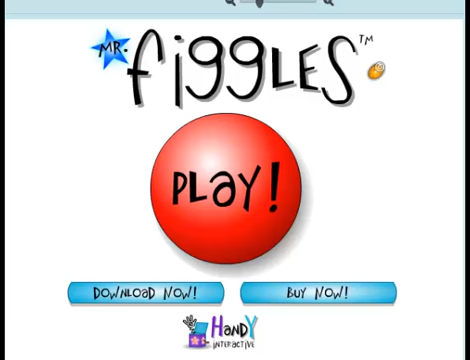 MR. figgLES™
PLay!
DOWNLOAD NOW!
BUY NOW!
HandY
INTERACTIVE